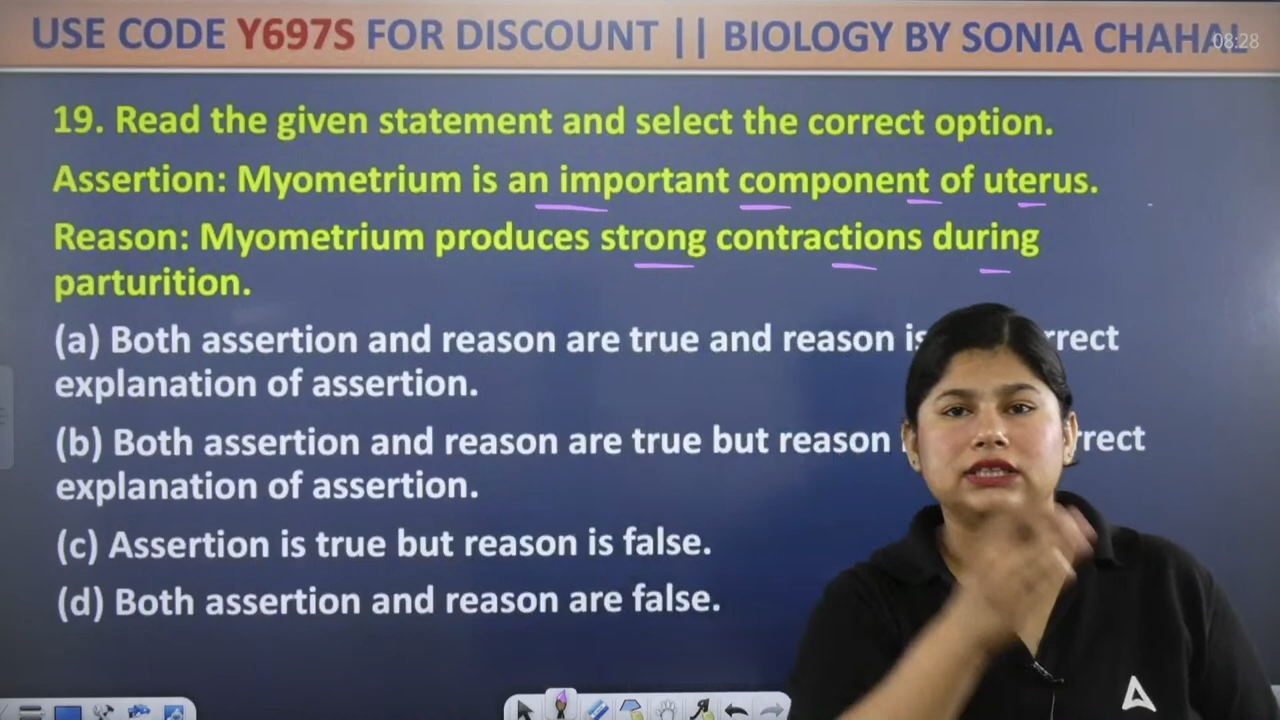 USE CODE Y697S FOR DISCOUNT || BIOLOGY BY SONIA CHAHAL
08:28
19. Read the given statement and select the correct option.
Assertion: Myometrium is an important component of uterus.
Reason: Myometrium produces strong contractions during
parturition.
(a) Both assertion and reason are true and reason
explanation of assertion.
(b) Both assertion and reason are true but reason
explanation of assertion.
(c) Assertion is true but reason is false.
(d) Both assertion and reason are false.